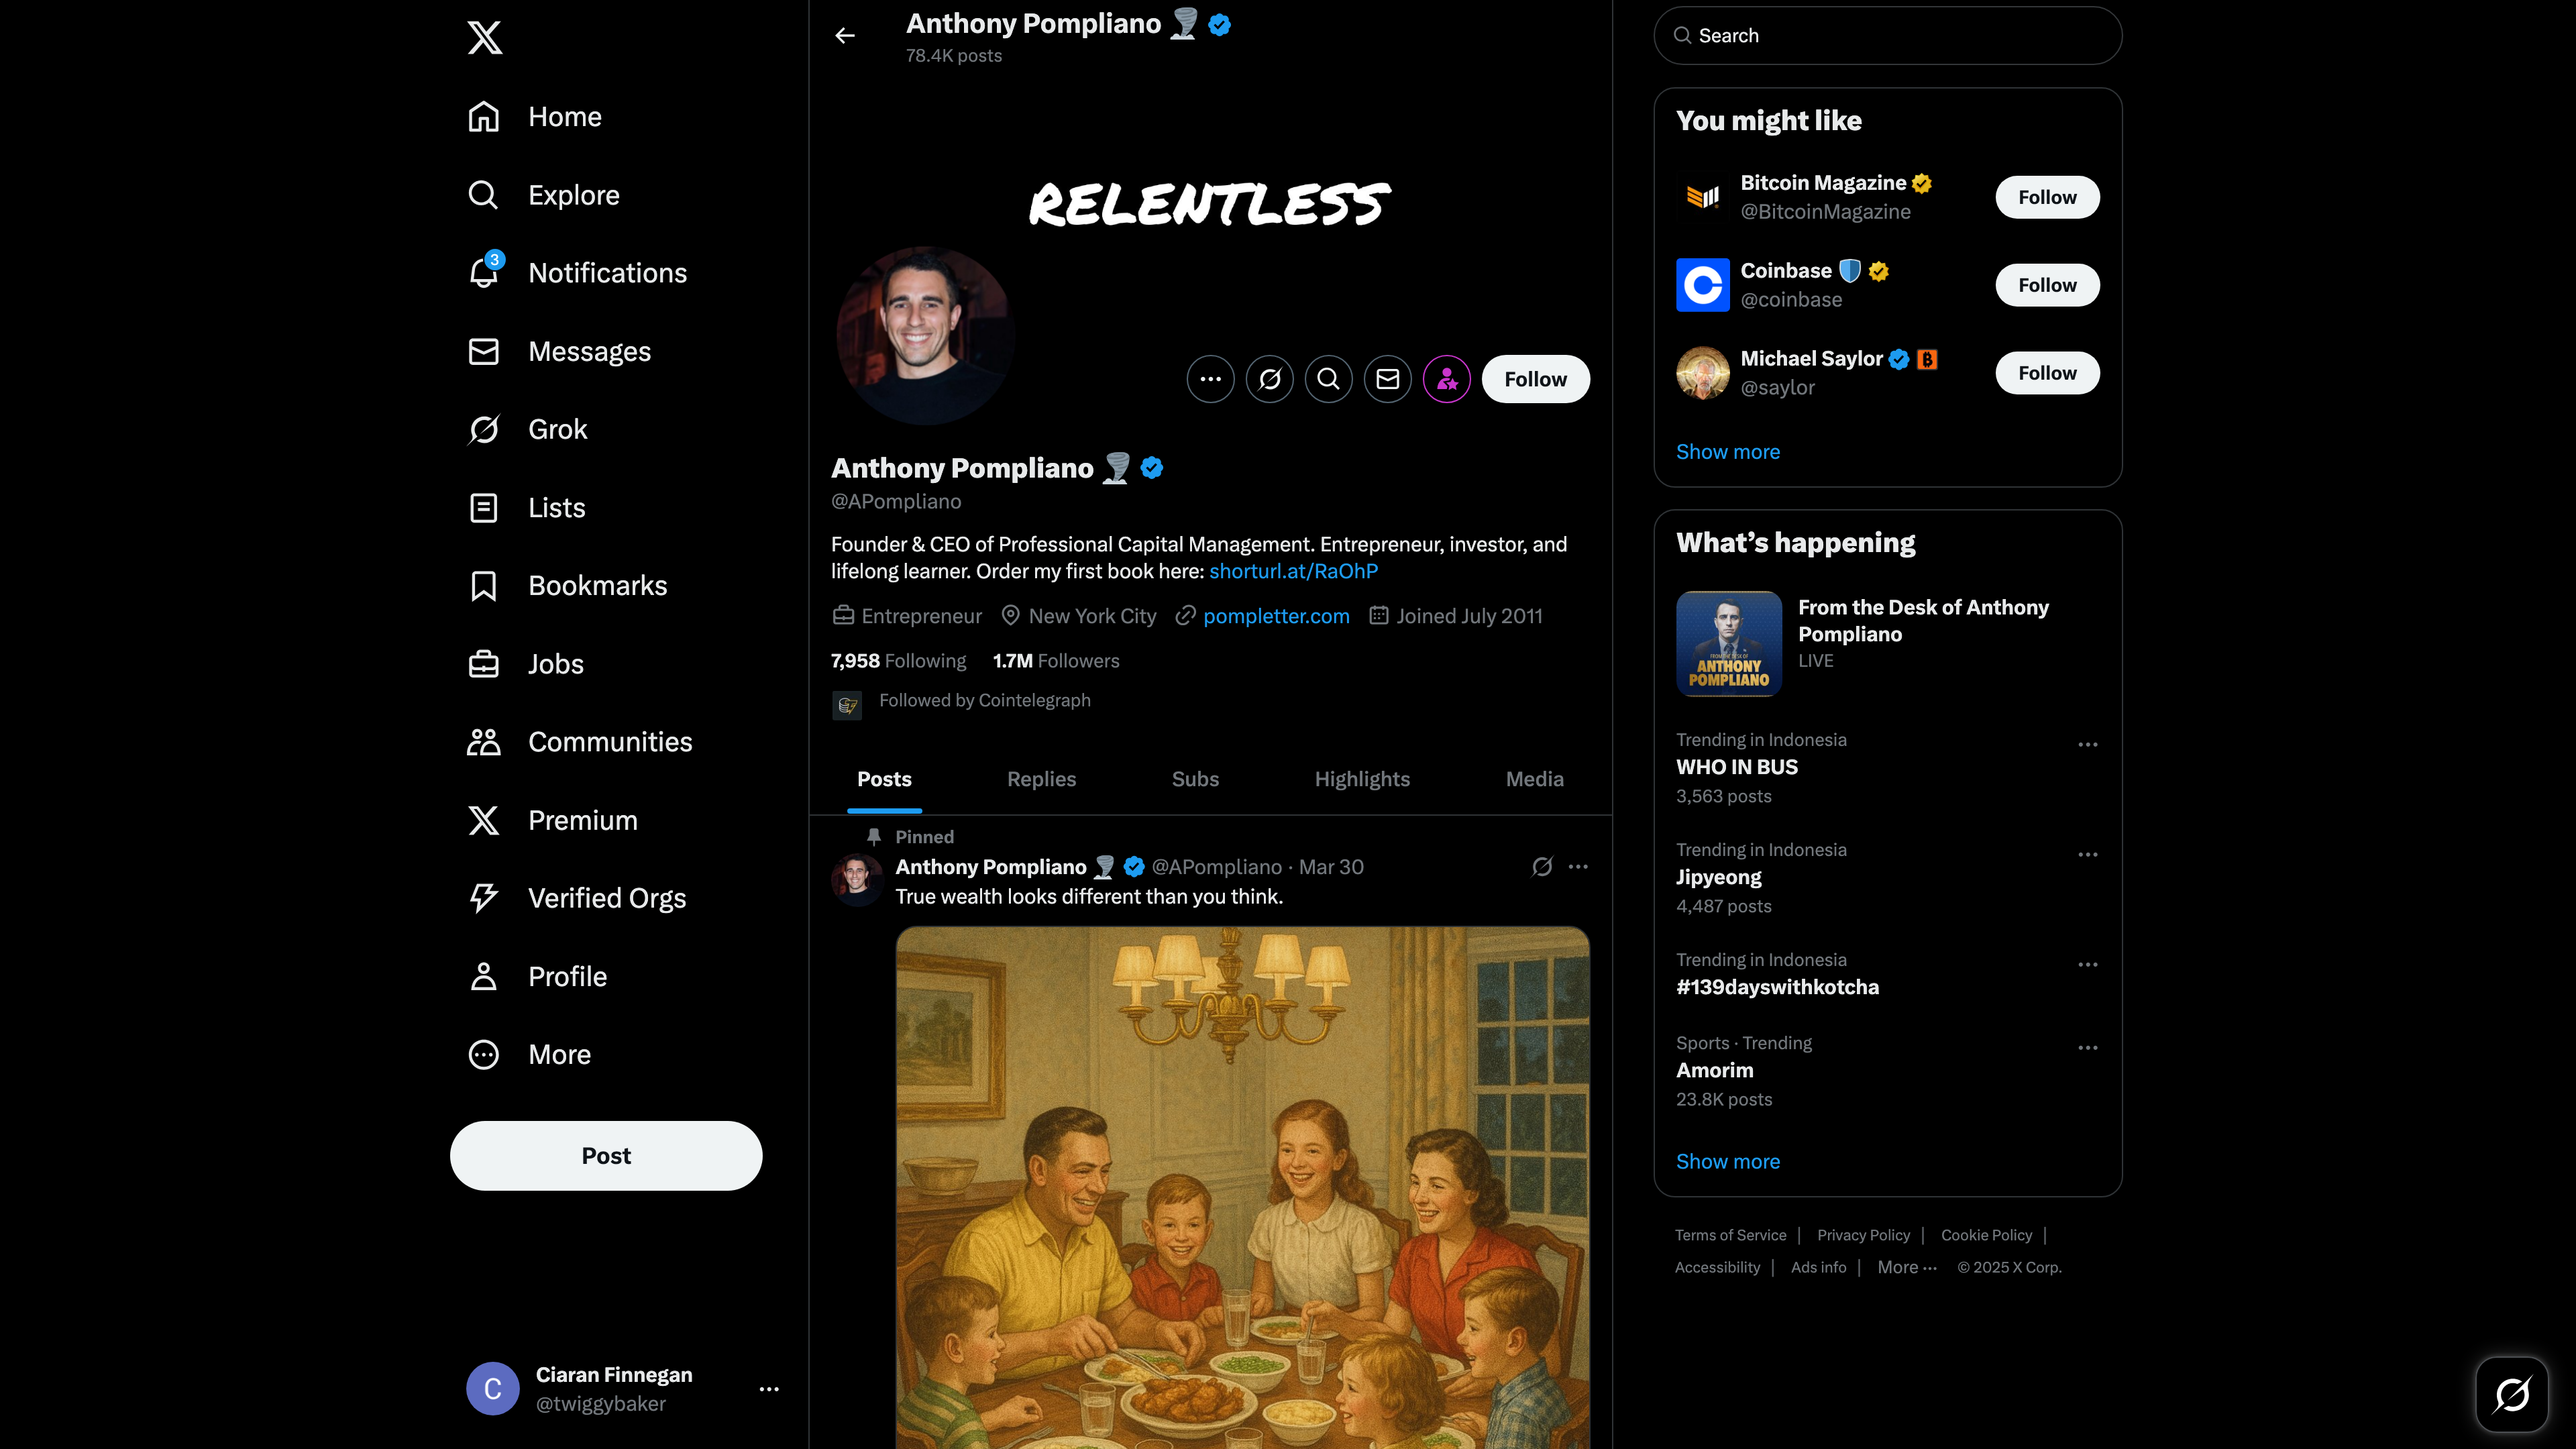 Home
Explore
3
Notifications
Messages
Grok
Lists
Bookmarks
Jobs
Communities
Premium
Verified Orgs
Profile
More
Post
C
Ciaran Finnegan
@twiggybaker
Anthony Pompliano
78.4K posts
RELENTLESS
Follow
Anthony Pompliano
@APompliano
Founder & CEO of Professional Capital Management. Entrepreneur, investor, and
lifelong learner. Order my first book here: shorturl.at/RaOhP
Entrepreneur New York City pompletter.com Joined July 2011
7,958 Following 1.7M Followers
Followed by Cointelegraph
Posts Replies Subs Highlights Media
Pinned
Anthony Pompliano @APompliano · Mar 30
True wealth looks different than you think.
Search
You might like
Bitcoin Magazine
@BitcoinMagazine
Follow
Coinbase
@coinbase
Follow
Michael Saylor
@saylor
Follow
Show more
What's happening
FROM THE DESK OF
ANTHONY
POMPLIANO
From the Desk of Anthony
Pompliano
LIVE
Trending in Indonesia
WHO IN BUS
3,563 posts
Trending in Indonesia
Jipyeong
4,487 posts
Trending in Indonesia
#139dayswithkotcha
Sports · Trending
Amorim
23.8K posts
Show more
Terms of Service | Privacy Policy | Cookie Policy |
Accessibility | Ads info | More ··· © 2025 X Corp.